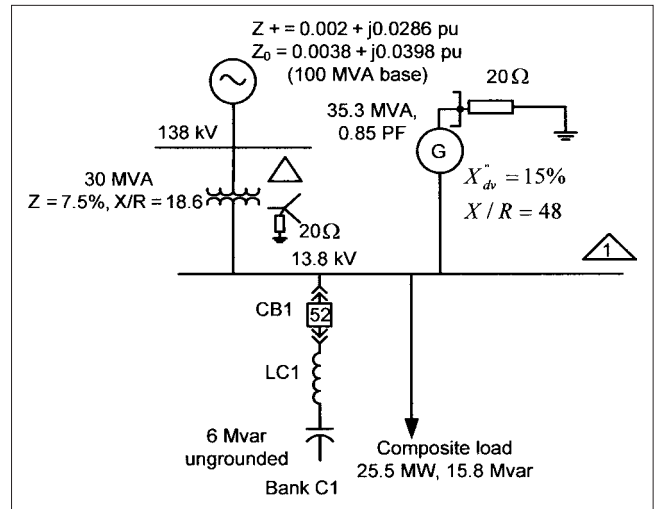 Z + = 0.002 + j0.0286 pu
Z₀ = 0.0038 + j0.0398 pu
(100 MVA base)
20Ω
35.3 MVA,
0.85 PF
138 kV
G
30 MVA
Z = 7.5%, X/R = 18.6
X"dv = 15%
X / R = 48
20Ω
13.8 kV
1
CB1
52
LC1
6 Mvar
ungrounded
Bank C1
Composite load
25.5 MW, 15.8 Mvar